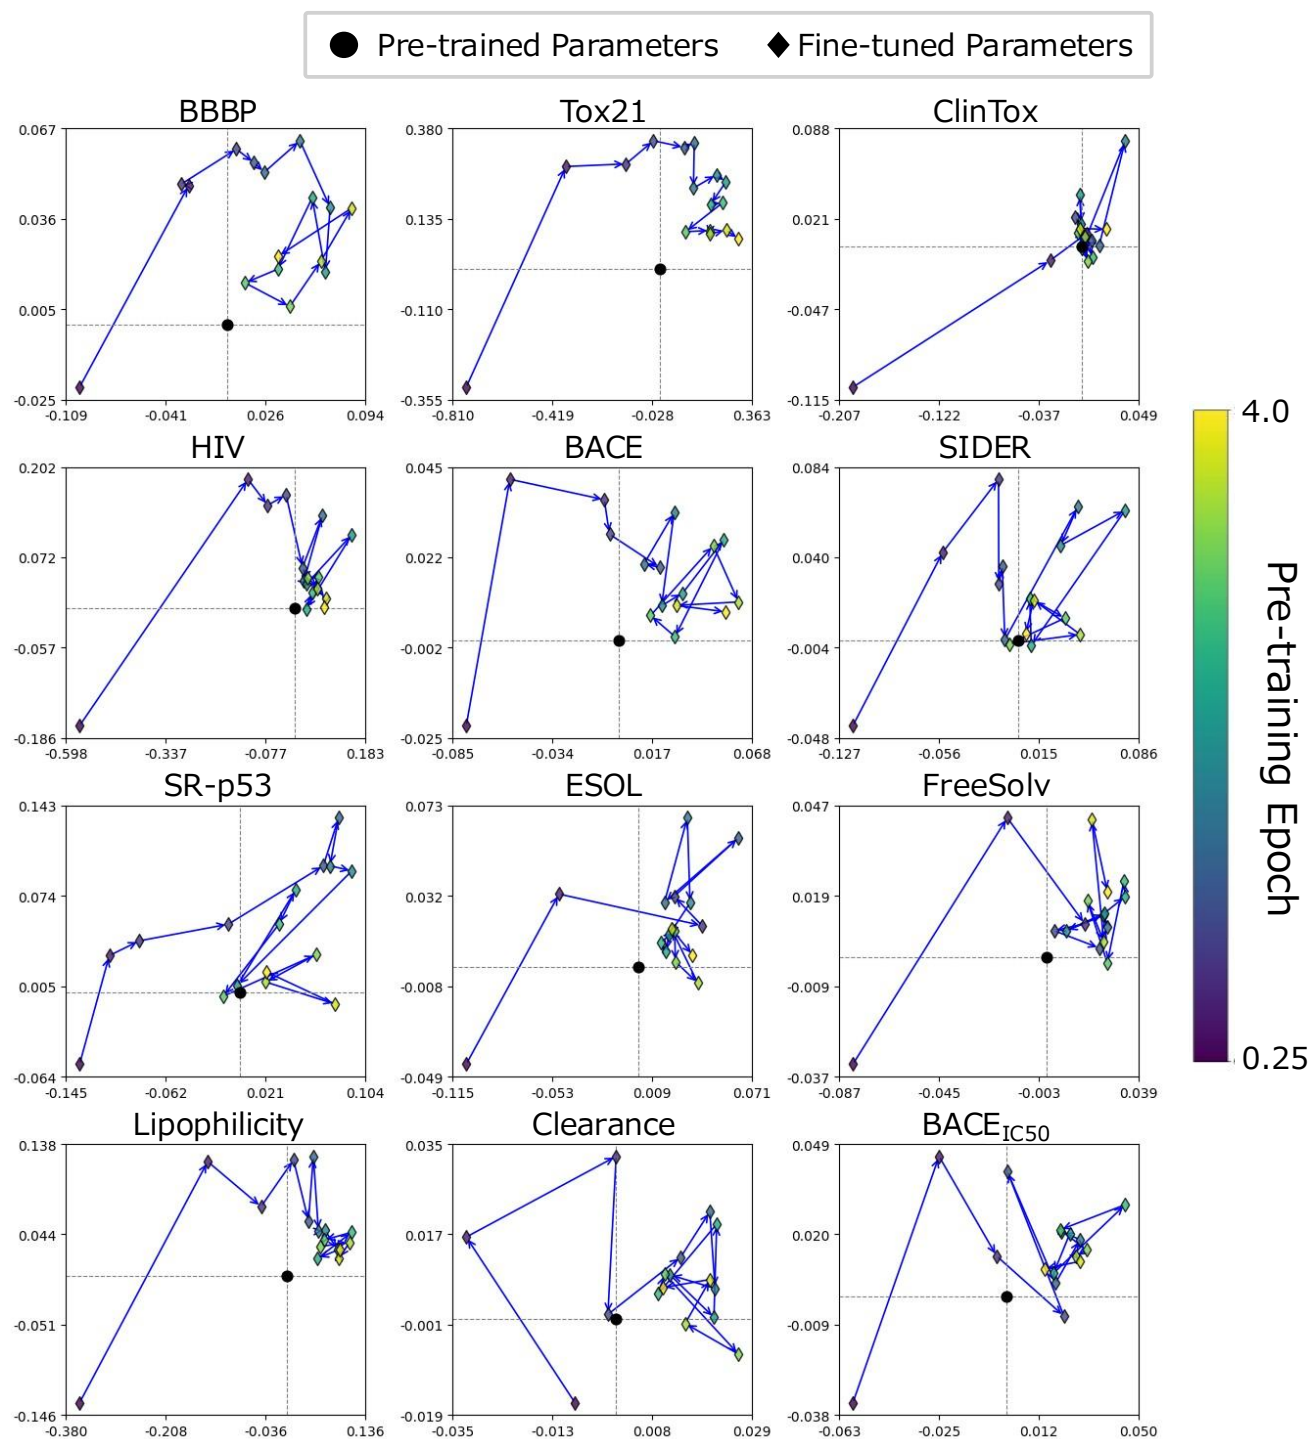 Pre-trained Parameters Fine-tuned Parameters
BBBP Tox21 ClinTox
0.067 0.380 0.088
0.036 0.135 0.021
0.005 -0.110 -0.047
-0.025 -0.355 -0.115
-0.109 -0.041 0.026 0.094 -0.810 -0.419 -0.028 0.363 -0.207 -0.122 -0.037 0.049
4.0
HIV BACE SIDER
0.202 0.045 0.084
0.072 0.022 0.040
-0.057 -0.002 -0.004
-0.186 -0.025 -0.048
-0.598 -0.337 -0.077 0.183 -0.085 -0.034 0.017 0.068 -0.127 -0.056 0.015 0.086
Pre-training Epoch
SR-p53 ESOL FreeSolv
0.143 0.073 0.047
0.074 0.032 0.019
0.005 -0.008 -0.009
-0.064 -0.049 -0.037
-0.145 -0.062 0.021 0.104 -0.115 -0.053 0.009 0.071 -0.087 -0.045 -0.003 0.039
0.25
Lipophilicity Clearance BACE IC50
0.138 0.035 0.049
0.044 0.017 0.020
-0.051 -0.001 -0.009
-0.146 -0.019 -0.038
-0.380 -0.208 -0.036 0.136 -0.035 -0.013 0.008 0.029 -0.063 -0.025 0.012 0.050